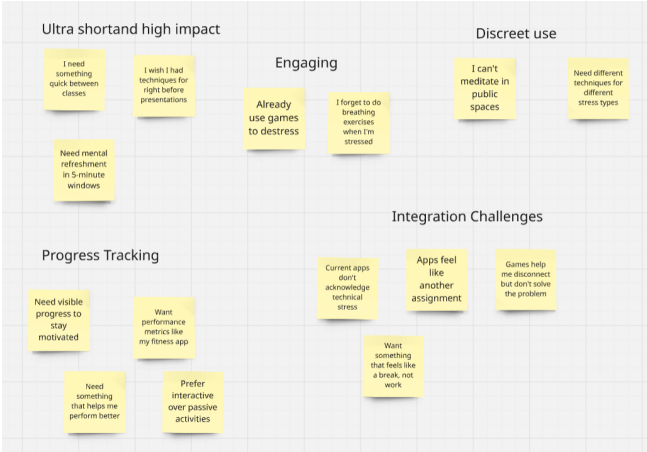 Ultra shortand high impact
I need
something
quick between
classes
I wish I had
techniques for
right before
presentations
Need mental
refreshment
in 5-minute
windows
Engaging
Already
use games
to destress
I forget to do
breathing
exercises
when I'm
stressed
Discreet use
I can't
meditate in
public
spaces
Need different
techniques for
different
stress types
Progress Tracking
Need visible
progress to
stay
motivated
Want
performance
metrics like
my fitness app
Need
something
that helps me
perform better
Prefer
interactive
over passive
activities
Integration Challenges
Current apps
don't
acknowledge
technical
stress
Apps feel
like
another
assignment
Games help
me disconnect
but don't solve
the problem
Want
something
that feels like
a break, not
work